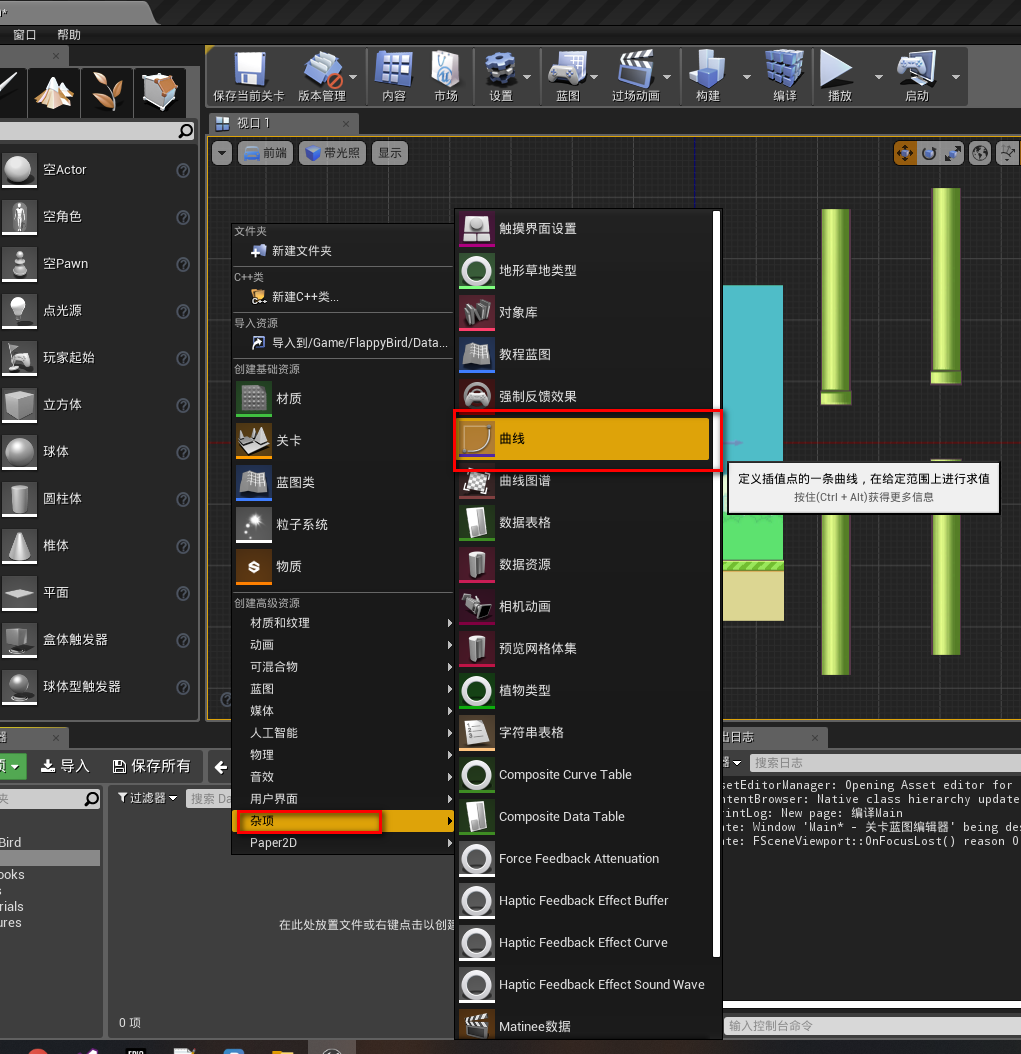 窗口 帮助
保存当前关卡 版本管理 内容 市场 设置 蓝图 过场动画 构建 编译 播放 启动
视口 1
前端 带光照 显示
空Actor
空角色
空Pawn
点光源
玩家起始
立方体
球体
圆柱体
椎体
平面
盒体触发器
球体型触发器
文件夹
新建文件夹
C++类
新建C++类...
导入资源
导入到/Game/FlappyBird/Data...
创建基础资源
材质
关卡
蓝图类
粒子系统
物质
创建高级资源
材质和纹理
动画
可混合物
蓝图
媒体
人工智能
物理
音效
用户界面
杂项
Paper2D
触摸界面设置
地形草地类型
对象库
教程蓝图
强制反馈效果
曲线
曲线图谱
数据表格
数据资源
相机动画
预览网格体集
植物类型
字符串表格
Composite Curve Table
Composite Data Table
Force Feedback Attenuation
Haptic Feedback Effect Buffer
Haptic Feedback Effect Curve
Haptic Feedback Effect Sound Wave
Matinee数据
定义插值点的一条曲线，在给定范围上进行求值
按住(Ctrl + Alt)获得更多信息
器
项 导入 保存所有
夹
过滤器 搜索 Da
Bird
ooks
s
rials
ures
在此处放置文件或右键点击以创建
0 项
出日志
器 搜索日志
setEditorManager: Opening Asset editor for
ntentBrowser: Native class hierarchy update
rintLog: New page: 编译Main
ate: Window 'Main* - 关卡蓝图编辑器' being des
ate: FSceneViewport::OnFocusLost() reason 0
输入控制台命令